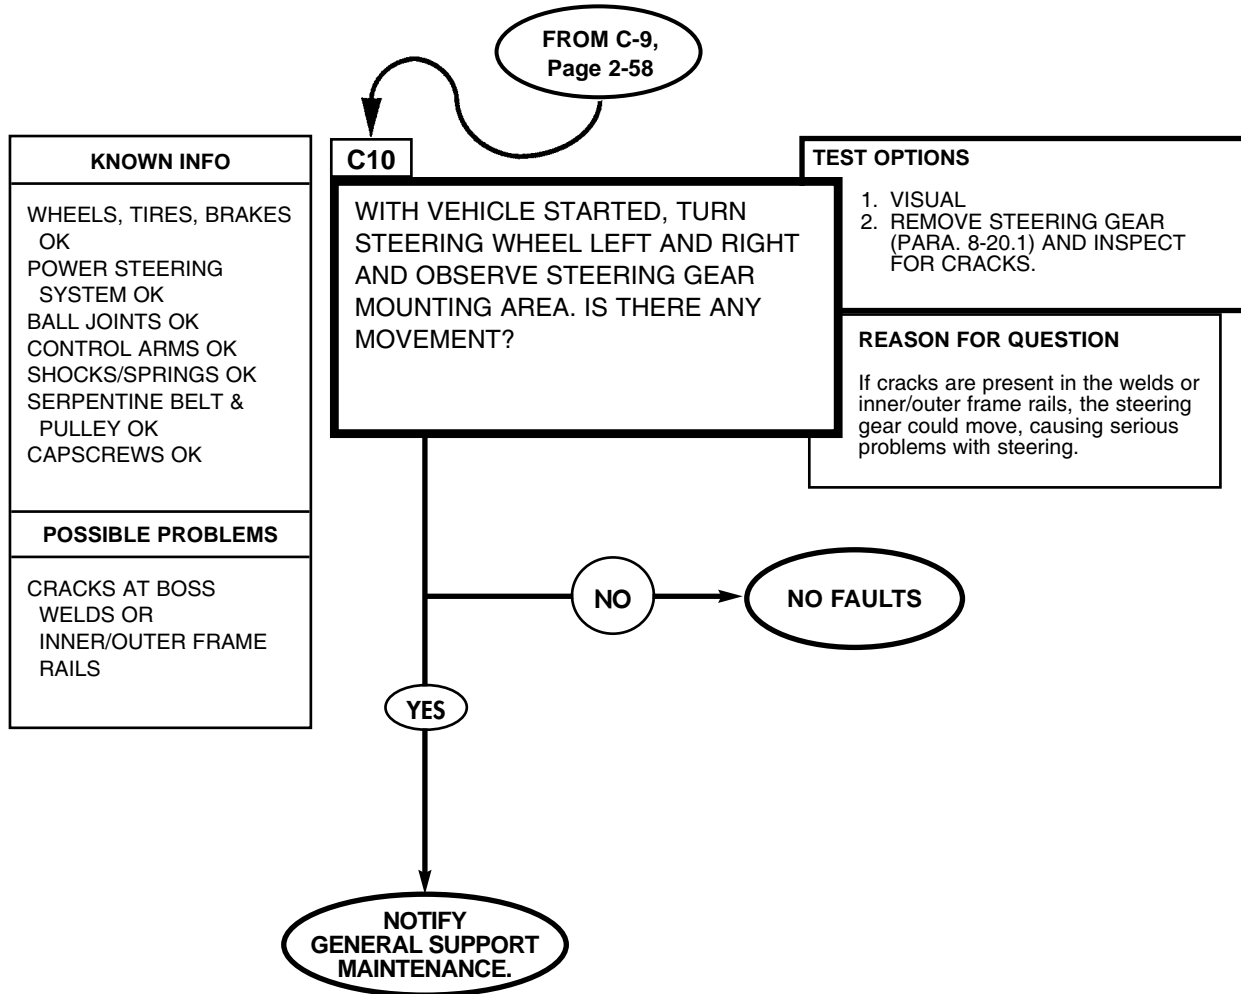 FROM C-9,
Page 2-58
KNOWN INFO
WHEELS, TIRES, BRAKES
OK
POWER STEERING
SYSTEM OK
BALL JOINTS OK
CONTROL ARMS OK
SHOCKS/SPRINGS OK
SERPENTINE BELT &
PULLEY OK
CAPSCREWS OK
POSSIBLE PROBLEMS
CRACKS AT BOSS
WELDS OR
INNER/OUTER FRAME
RAILS
C10
WITH VEHICLE STARTED, TURN
STEERING WHEEL LEFT AND RIGHT
AND OBSERVE STEERING GEAR
MOUNTING AREA. IS THERE ANY
MOVEMENT?
TEST OPTIONS
1. VISUAL
2. REMOVE STEERING GEAR
(PARA. 8-20.1) AND INSPECT
FOR CRACKS.
REASON FOR QUESTION
If cracks are present in the welds or
inner/outer frame rails, the steering
gear could move, causing serious
problems with steering.
NO
NO FAULTS
YES
NOTIFY
GENERAL SUPPORT
MAINTENANCE.